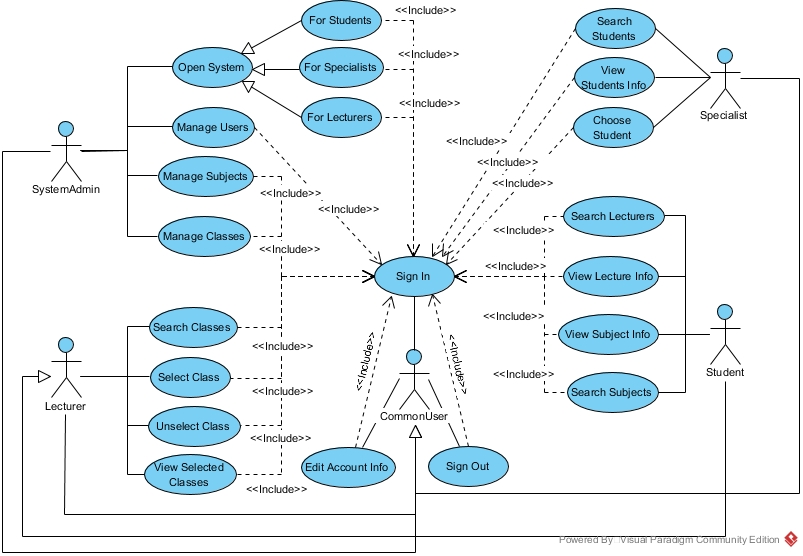 For Students
<<Include>>
Search
Students
<<Include>>
Open System
For Specialists
View
Students Info
<<Include>>
For Lecturers
Specialist
Manage Users
Choose
Student
<<Include>>
<<Include>>
SystemAdmin
Manage Subjects
<<Include>>
<<Include>>
<<Include>>
Search Lecturers
Manage Classes
<<Include>>
<<Include>>
<<Include>>
Sign In
View Lecture Info
<<Include>>
Search Classes
View Subject Info
<<Include>>
<<Include>>
<<Include>>
Student
Select Class
<<Include>>
<<Include>>
Search Subjects
Lecturer
CommonUser
Unselect Class
<<Include>>
View Selected
Classes
Edit Account Info
Sign Out
<<Include>>
Powered By Visual Paradigm Community Edition